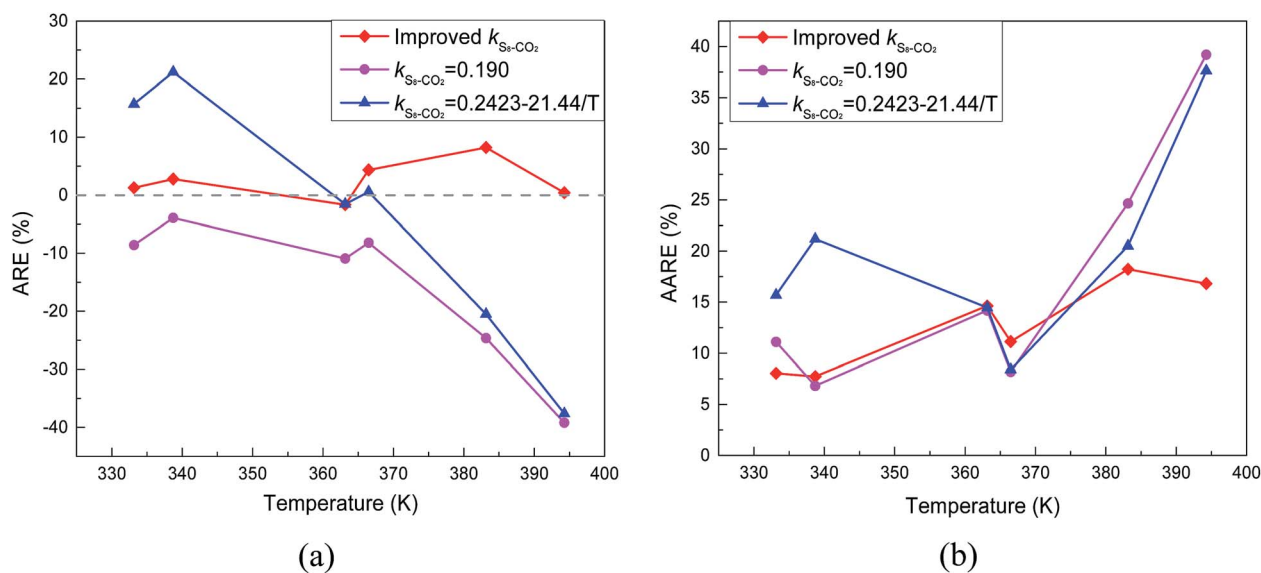 30
20
10
0
-10
-20
-30
-40
ARE (%)
Improved k_S₈-CO₂
k_S₈-CO₂=0.190
k_S₈-CO₂=0.2423-21.44/T
330 340 350 360 370 380 390 400
Temperature (K)
(a)
40
35
30
25
20
15
10
5
0
AARE (%)
Improved k_S₈-CO₂
k_S₈-CO₂=0.190
k_S₈-CO₂=0.2423-21.44/T
330 340 350 360 370 380 390 400
Temperature (K)
(b)